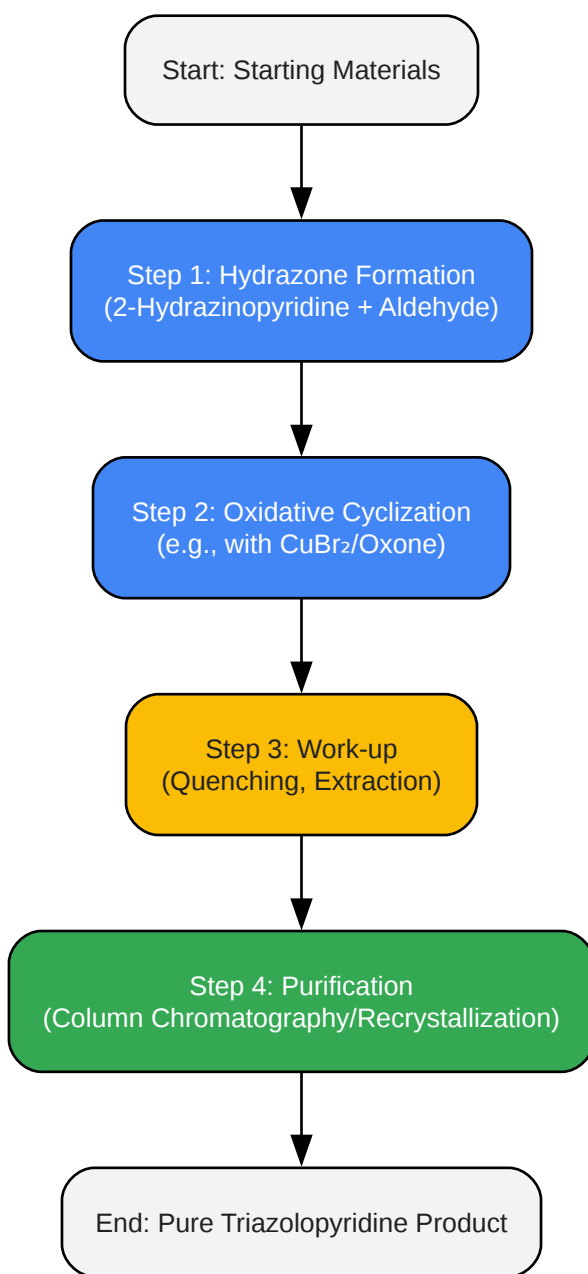 Start: Starting Materials
Step 1: Hydrazone Formation
(2-Hydrazinopyridine + Aldehyde)
Step 2: Oxidative Cyclization
(e.g., with CuBr₂/Oxone)
Step 3: Work-up
(Quenching, Extraction)
Step 4: Purification
(Column Chromatography/Recrystallization)
End: Pure Triazolopyridine Product